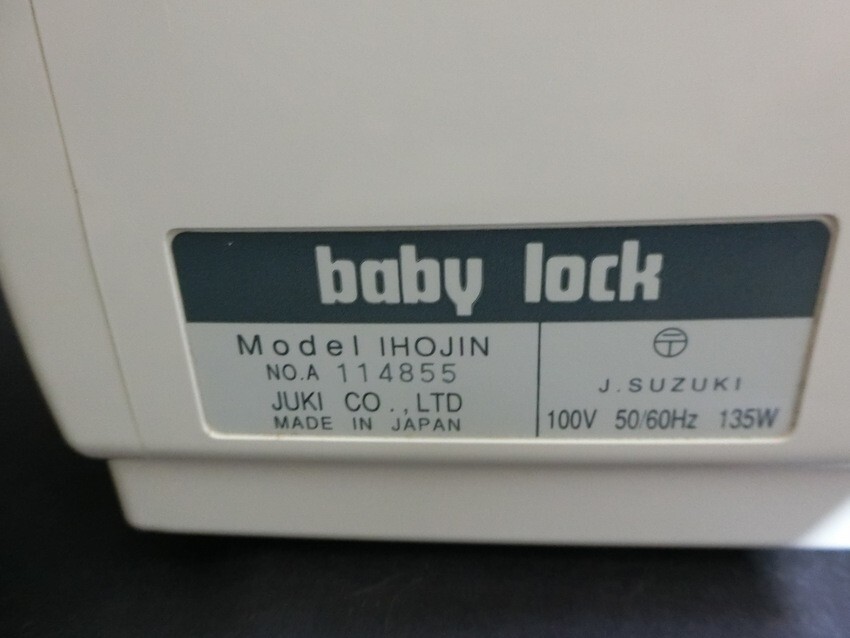 baby lock
Model IHOJIN
NO.A 114855
JUKI CO.,LTD
MADE IN JAPAN
〶
J.SUZUKI
100V 50/60Hz 135W